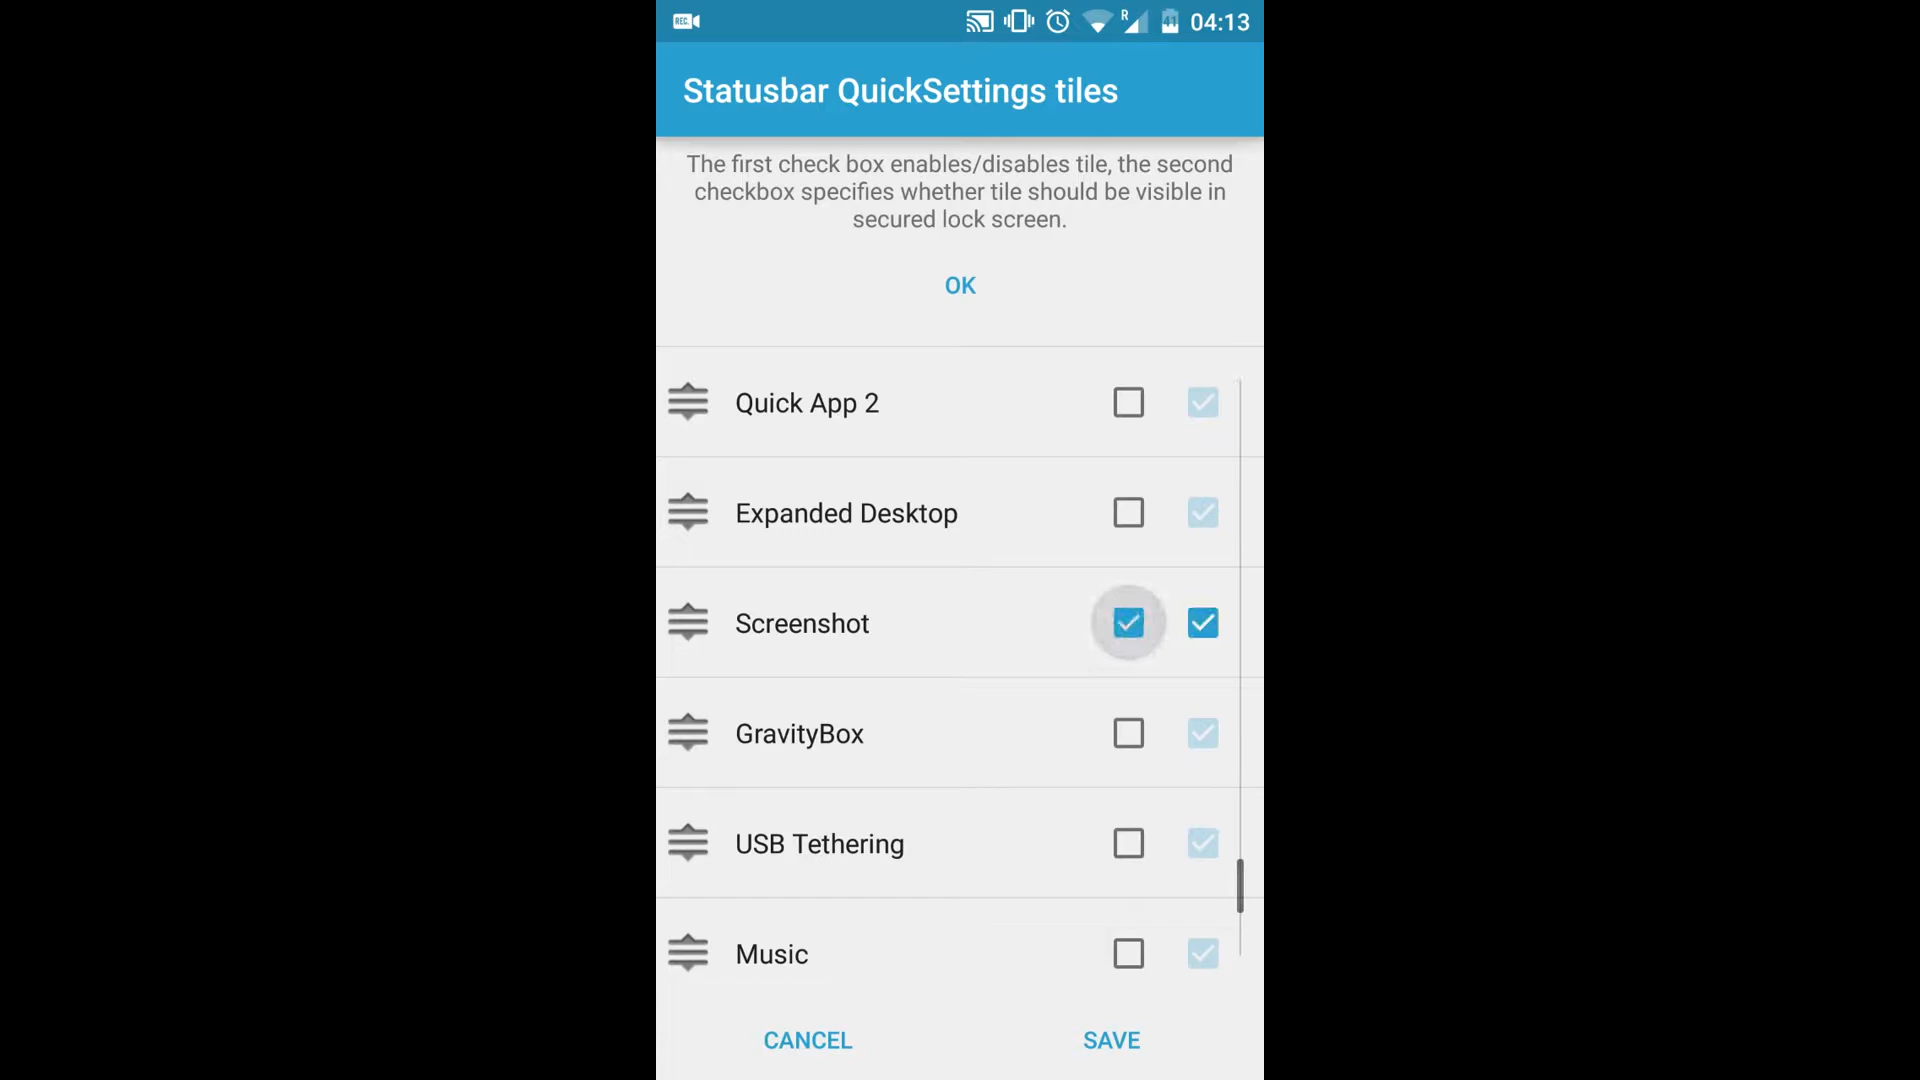 REC
R
41
04:13
Statusbar QuickSettings tiles
The first check box enables/disables tile, the second
checkbox specifies whether tile should be visible in
secured lock screen.
OK
Quick App 2
Expanded Desktop
Screenshot
GravityBox
USB Tethering
Music
CANCEL
SAVE